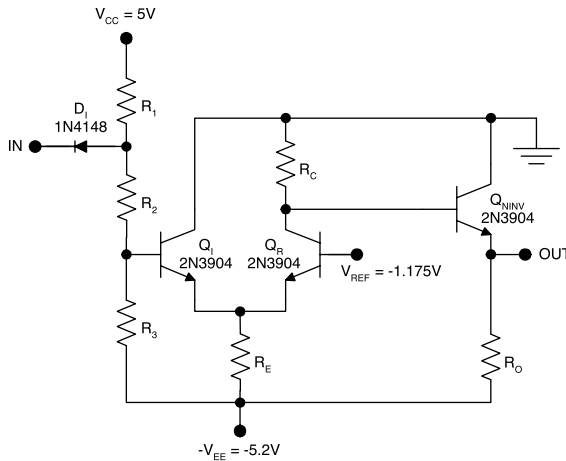 V_CC = 5V
D_I
1N4148
R_1
IN
R_2
R_C
Q_NINV
2N3904
Q_I
2N3904
Q_R
2N3904
OUT
V_REF = -1.175V
R_3
R_E
R_O
-V_EE = -5.2V